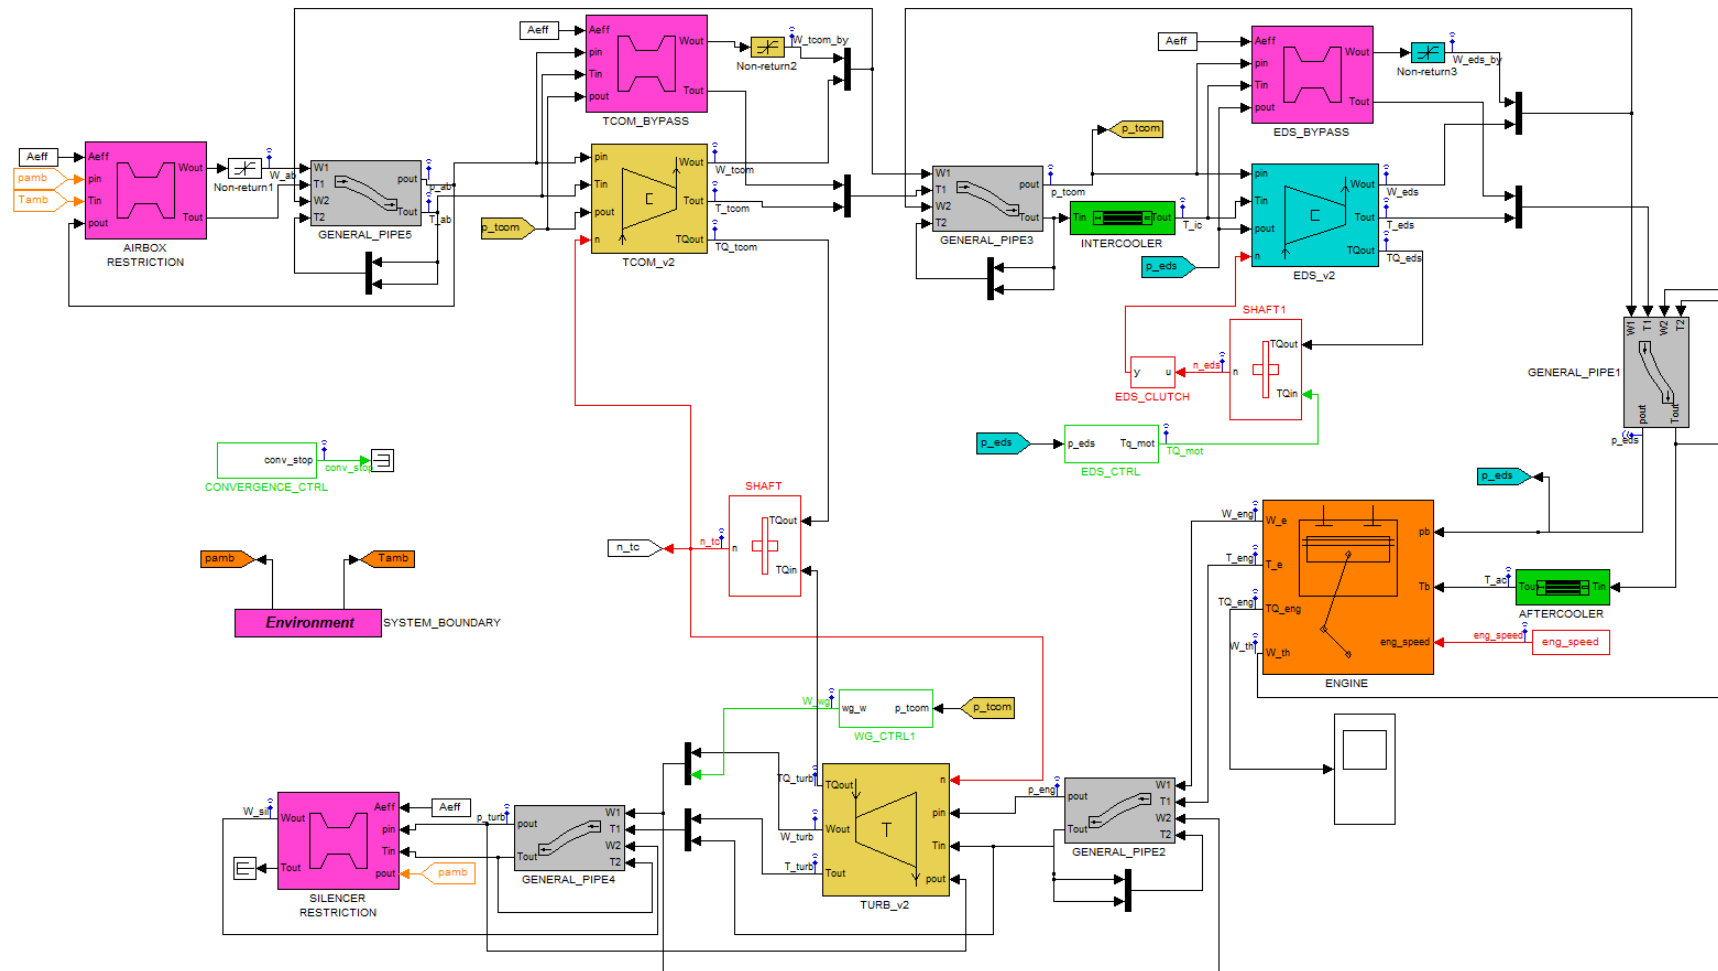 Aeff
pin
Tin
pout
Wout
Tout
TCOM_BYPASS
Aeff
Non-return2
W_tcom_by
Aeff
Aeff
pin
Tin
pout
Wout
Tout
EDS_BYPASS
Non-return3
W_eds_by
Aeff
pamb
Tamb
Aeff
pin
Tin
pout
Wout
Tout
AIRBOX
RESTRICTION
Non-return1
W_ab
W1
T1
W2
T2
pout
Tout
GENERAL_PIPE5
p_ab
T_ab
p_tcom
pin
Tin
pout
n
Wout
Tout
TQout
TCOM_v2
W_tcom
T_tcom
TQ_tcom
W1
T1
W2
T2
pout
Tout
GENERAL_PIPE3
p_tcom
p_tcom
Tin
Tout
INTERCOOLER
T_ic
p_eds
pin
Tin
pout
n
Wout
Tout
TQout
EDS_v2
W_eds
T_eds
TQ_eds
SHAFT1
TQout
n
TQin
n_eds
y
u
EDS_CLUTCH
W1
T1
W2
T2
pout
Tout
GENERAL_PIPE1
p_eds
p_eds
p_eds
Tq_mot
EDS_CTRL
TQ_mot
conv_stop
conv_stop
CONVERGENCE_CTRL
SHAFT
TQout
n
TQin
n_tc
n_tc
p_eds
pamb
Tamb
Environment
SYSTEM_BOUNDARY
W_eng
T_eng
TQ_eng
W_th
W_e
T_e
TQ_eng
W_th
pb
Tb
eng_speed
ENGINE
T_ac
Tout
Tin
AFTERCOOLER
eng_speed
eng_speed
W_wg
wg_w
p_tcom
WG_CTRL1
p_tcom
W_sil
Wout
Tout
Aeff
pin
Tin
pout
SILENCER
RESTRICTION
Aeff
pamb
p_turb
pout
Tout
W1
T1
W2
T2
GENERAL_PIPE4
TQ_turb
W_turb
T_turb
TQout
Wout
Tout
n
pin
Tin
pout
T
TURB_v2
p_eng
pout
Tout
W1
T1
W2
T2
GENERAL_PIPE2